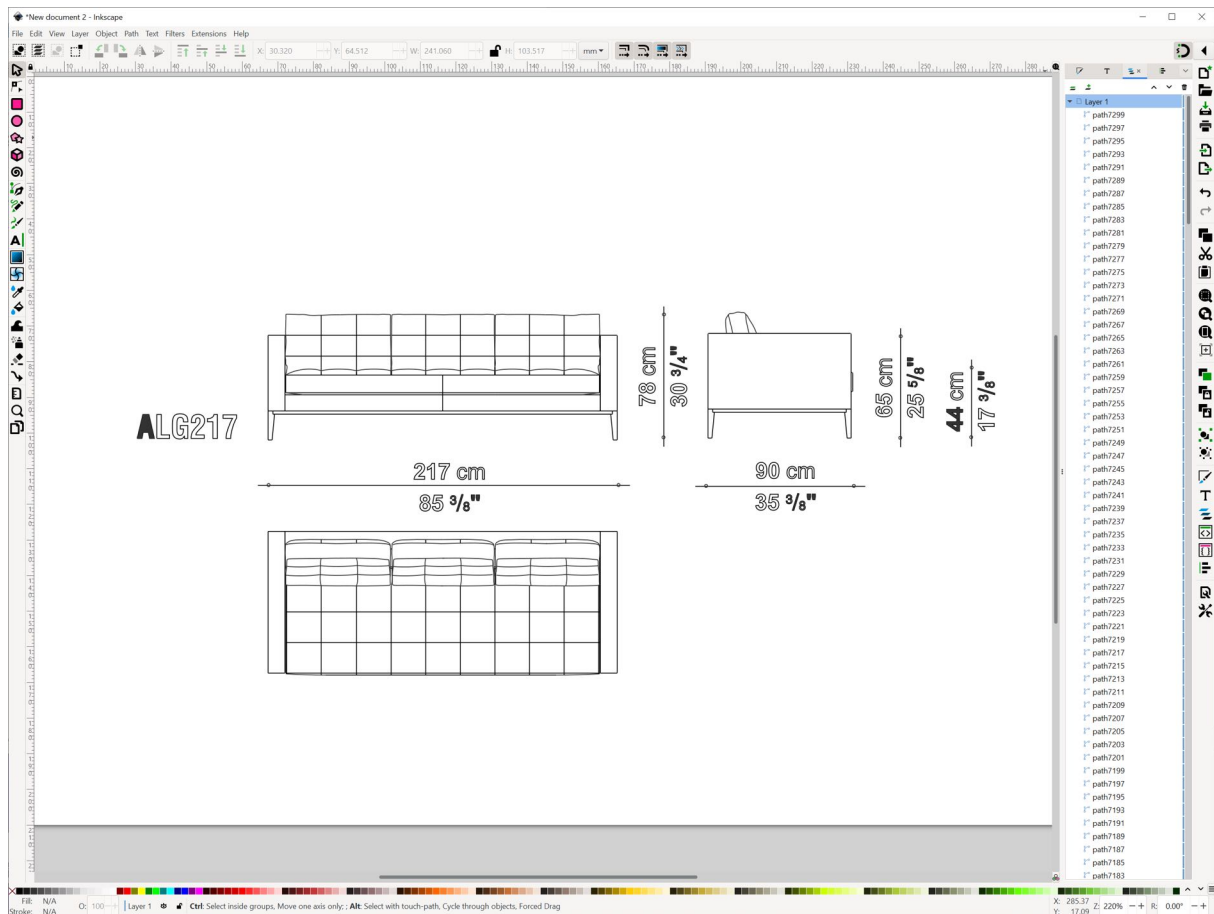 *New document 2 - Inkscape
File Edit View Layer Object Path Text Filters Extensions Help
X: 30.320 Y: 64.512 W: 241.060 H: 103.517 mm
Layer 1
path7299
path7297
path7295
path7293
path7291
path7289
path7287
path7285
path7283
path7281
path7279
path7277
path7275
path7273
path7271
path7269
path7267
path7265
path7263
path7261
path7259
path7257
path7255
path7253
path7251
path7249
path7247
path7245
path7243
path7241
path7239
path7237
path7235
path7233
path7231
path7229
path7227
path7225
path7223
path7221
path7219
path7217
path7215
path7213
path7211
path7209
path7207
path7205
path7203
path7201
path7199
path7197
path7195
path7193
path7191
path7189
path7187
path7185
path7183
ALG217
78 cm
30 3/4"
65 cm
25 5/8"
44 cm
17 3/8"
217 cm
85 3/8"
90 cm
35 3/8"
Fill: N/A
Stroke: N/A
O: 100
Layer 1
Ctrl: Select inside groups, Move one axis only; ; Alt: Select with touch-path, Cycle through objects, Forced Drag
X: 285.37
Y: 17.09
Z: 220%
R: 0.00°